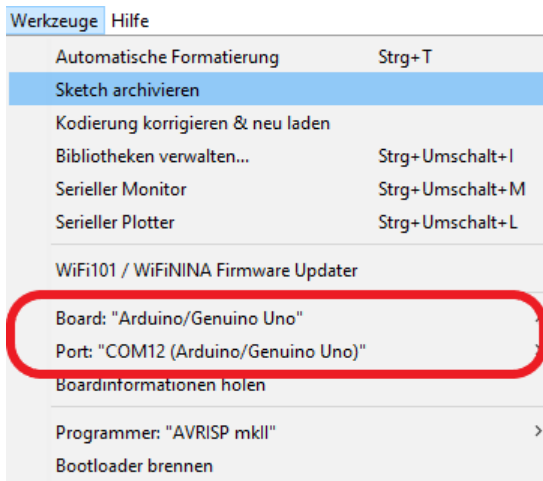 Werkzeuge Hilfe
Automatische Formatierung Strg+T
Sketch archivieren
Kodierung korrigieren & neu laden
Bibliotheken verwalten... Strg+Umschalt+I
Serieller Monitor Strg+Umschalt+M
Serieller Plotter Strg+Umschalt+L
WiFi101 / WiFiNINA Firmware Updater
Board: "Arduino/Genuino Uno"
Port: "COM12 (Arduino/Genuino Uno)"
Boardinformationen holen
Programmer: "AVRISP mkII"
Bootloader brennen